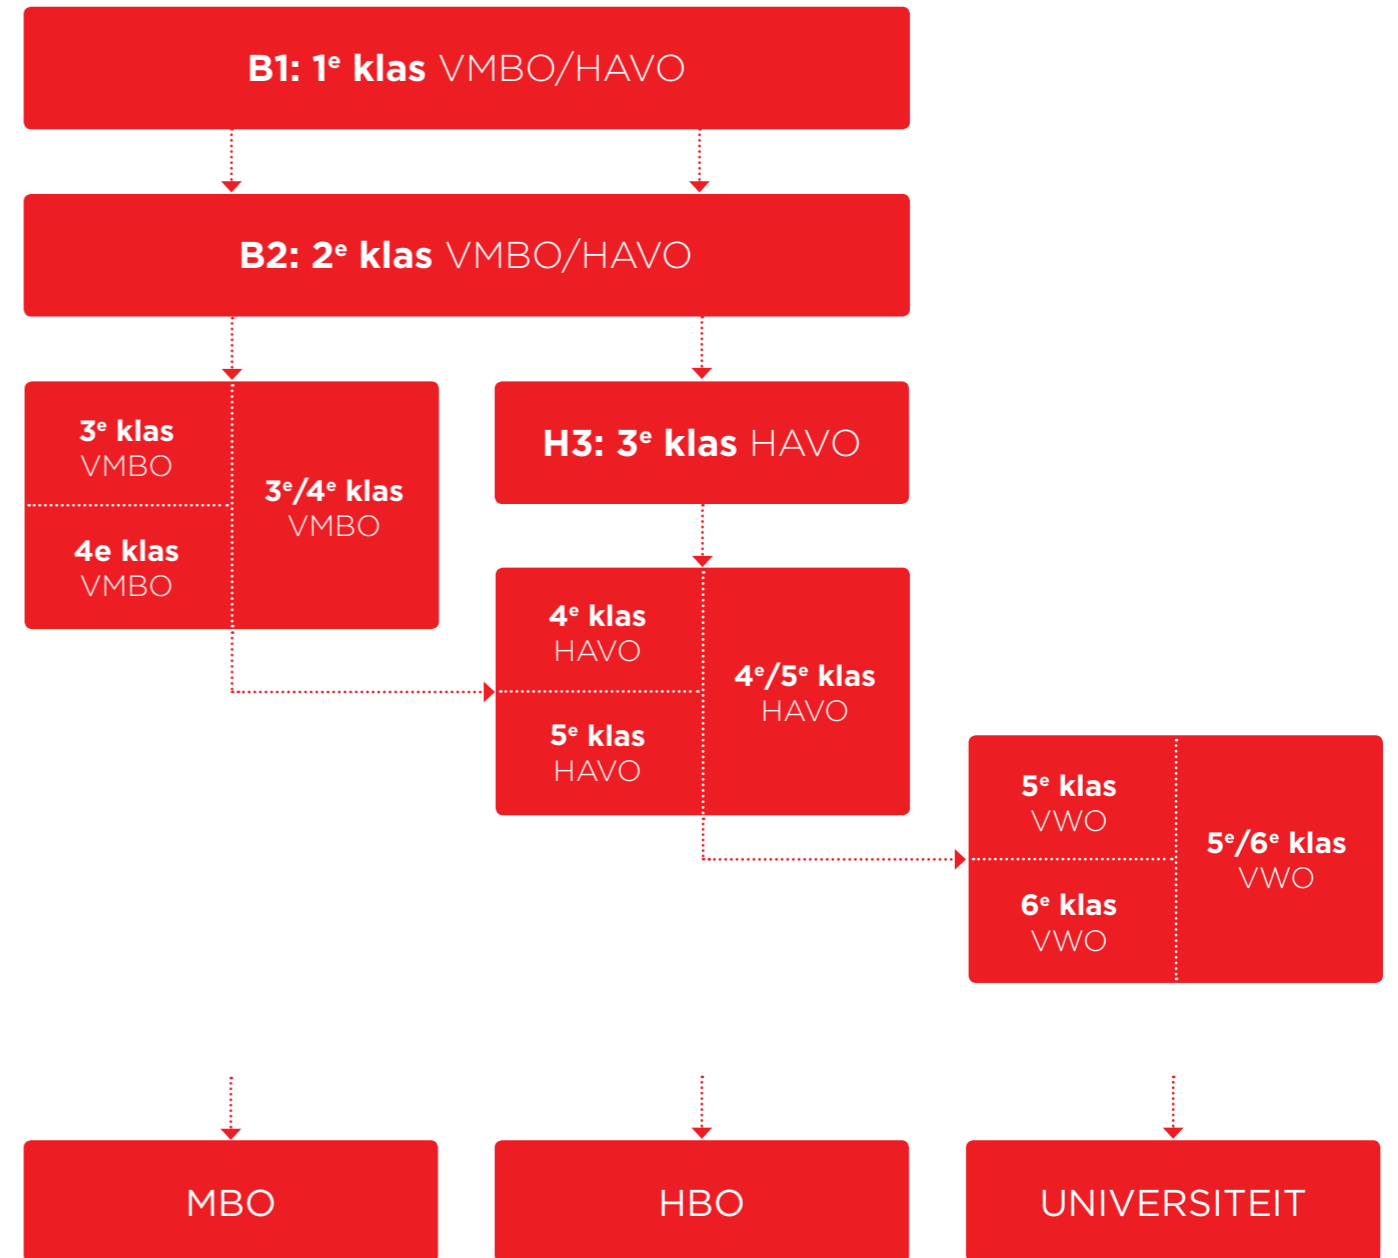 B1: 1e klas VMBO/HAVO
B2: 2e klas VMBO/HAVO
3e klas
VMBO
4e klas
VMBO
3e/4e klas
VMBO
H3: 3e klas HAVO
4e klas
HAVO
5e klas
HAVO
4e/5e klas
HAVO
5e klas
VWO
6e klas
VWO
5e/6e klas
VWO
MBO
HBO
UNIVERSITEIT